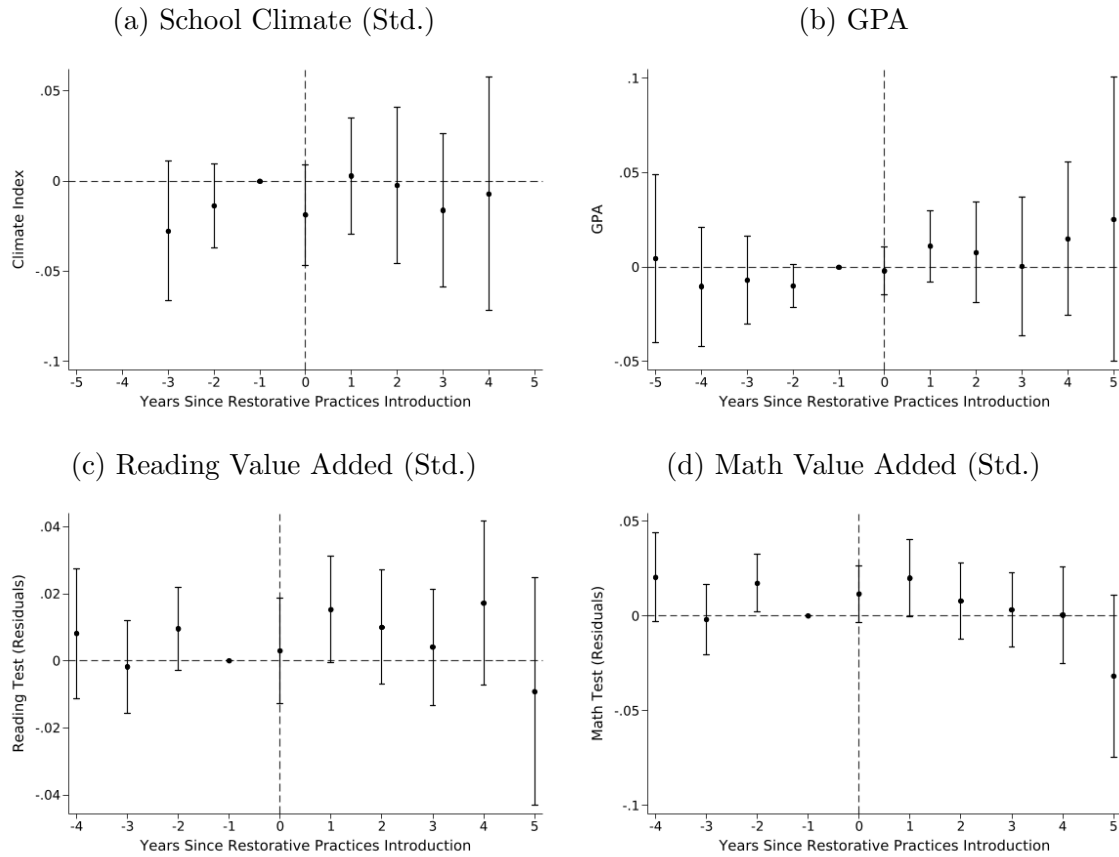 (a) School Climate (Std.)
.05
0
-.05
-.1
Climate Index
-5 -4 -3 -2 -1 0 1 2 3 4 5
Years Since Restorative Practices Introduction
(b) GPA
.1
.05
0
-.05
GPA
-5 -4 -3 -2 -1 0 1 2 3 4 5
Years Since Restorative Practices Introduction
(c) Reading Value Added (Std.)
.04
.02
0
-.02
-.04
Reading Test (Residuals)
-4 -3 -2 -1 0 1 2 3 4 5
Years Since Restorative Practices Introduction
(d) Math Value Added (Std.)
.05
0
-.05
-.1
Math Test (Residuals)
-4 -3 -2 -1 0 1 2 3 4 5
Years Since Restorative Practices Introduction